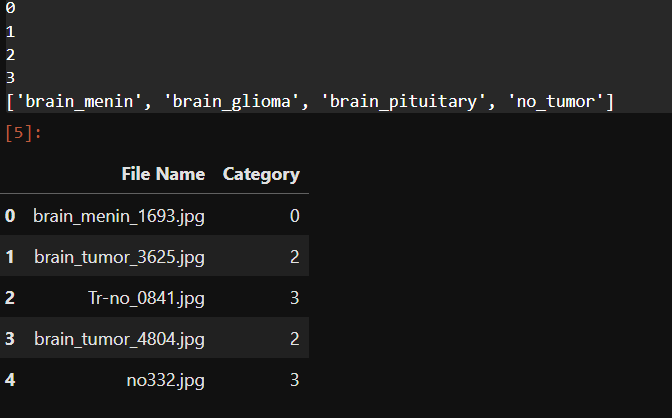 0
1
2
3
['brain_menin', 'brain_glioma', 'brain_pituitary', 'no_tumor']
[5]:
File Name Category
0 brain_menin_1693.jpg 0
1 brain_tumor_3625.jpg 2
2 Tr-no_0841.jpg 3
3 brain_tumor_4804.jpg 2
4 no332.jpg 3